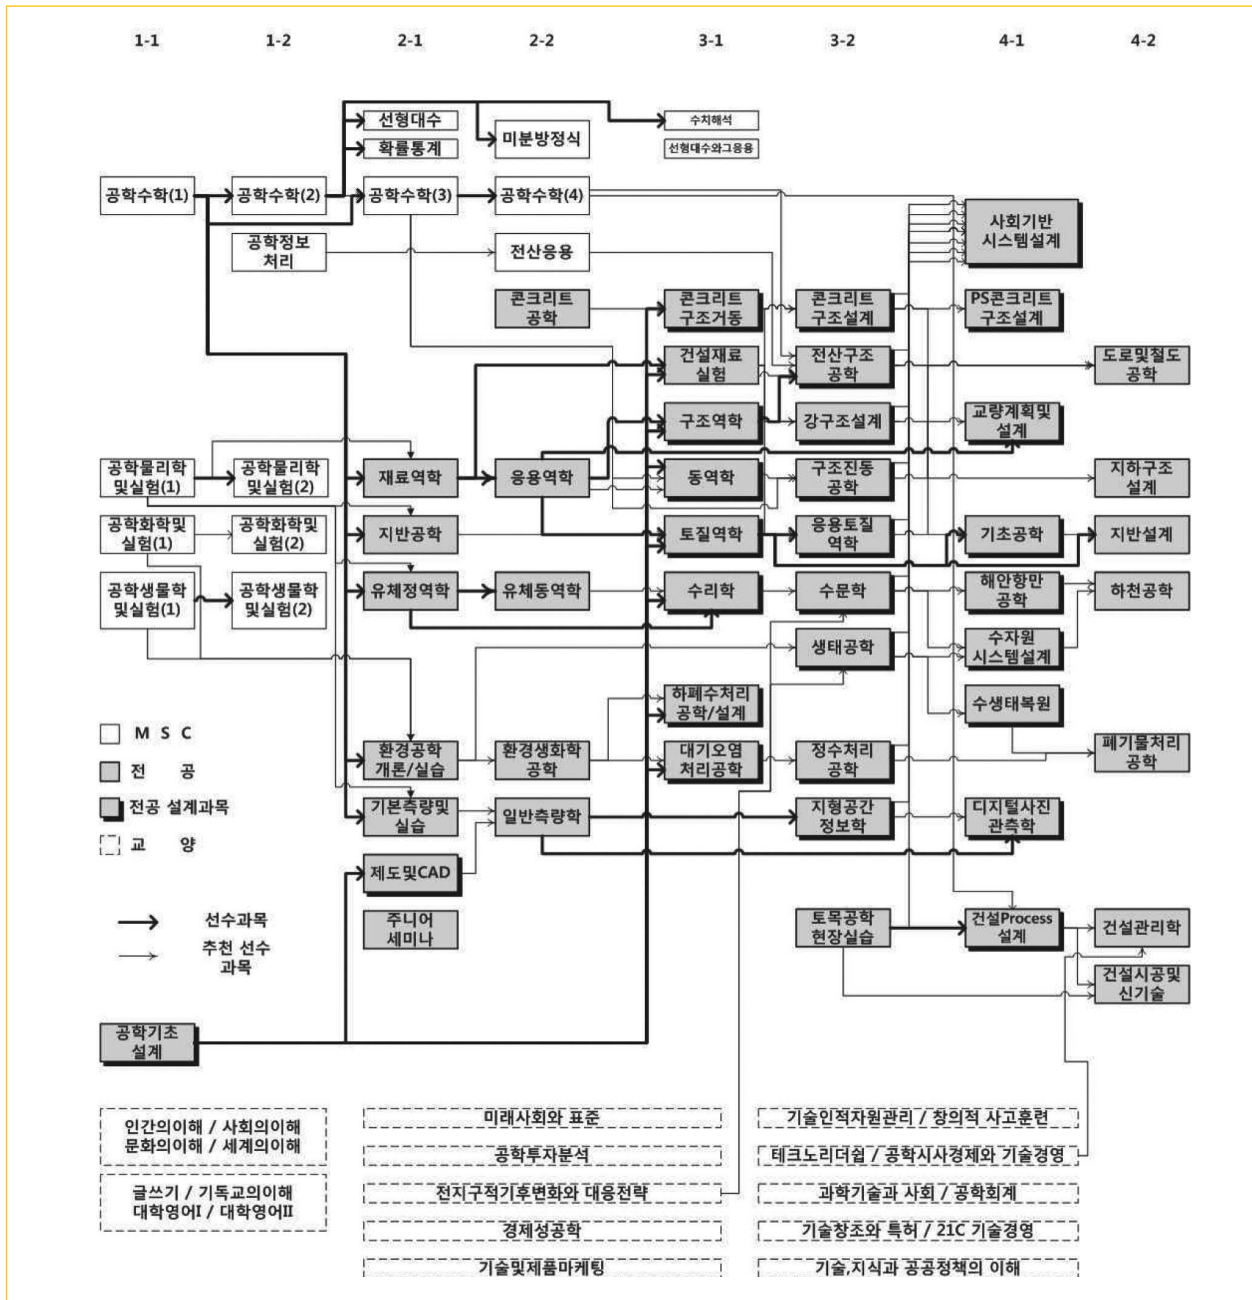 1-1 1-2 2-1 2-2 3-1 3-2 4-1 4-2
선형대수
수치해석
미분방정식
확률통계
선형대수와그응용
공학수학(1)
공학수학(2)
공학수학(3)
공학수학(4)
사회기반
시스템설계
공학정보
처리
전산응용
콘크리트
공학
콘크리트
구조거동
콘크리트
구조설계
PS콘크리트
구조설계
건설재료
실험
전산구조
공학
도로및철도
공학
구조역학
강구조설계
교량계획및
설계
공학물리학
및실험(1)
공학물리학
및실험(2)
재료역학
응용역학
동역학
구조진동
공학
지하구조
설계
공학화학및
실험(1)
공학화학및
실험(2)
지반공학
토질역학
응용토질
역학
기초공학
지반설계
공학생물학
및실험(1)
공학생물학
및실험(2)
유체정역학
유체동역학
수리학
수문학
해안항만
공학
하천공학
생태공학
수자원
시스템설계
하폐수처리
공학/설계
수생태복원
M S C
환경공학
개론/실습
환경생화학
공학
대기오염
처리공학
정수처리
공학
폐기물처리
공학
전 공
전공 설계과목
기본측량및
실습
일반측량학
지형공간
정보학
디지털사진
관측학
교 양
제도및CAD
선수과목
주니어
세미나
토목공학
현장실습
건설Process
설계
건설관리학
추천 선수
과목
건설시공및
신기술
공학기초
설계
인간의이해 / 사회의이해
문화의이해 / 세계의이해
글쓰기 / 기독교의이해
대학영어I / 대학영어II
미래사회와 표준
공학투자분석
전지구적기후변화와 대응전략
경제성공학
기술및제품마케팅
기술인적자원관리 / 창의적 사고훈련
테크노리더쉽 / 공학시사경제와 기술경영
과학기술과 사회 / 공학회계
기술창조와 특허 / 21C 기술경영
기술,지식과 공공정책의 이해